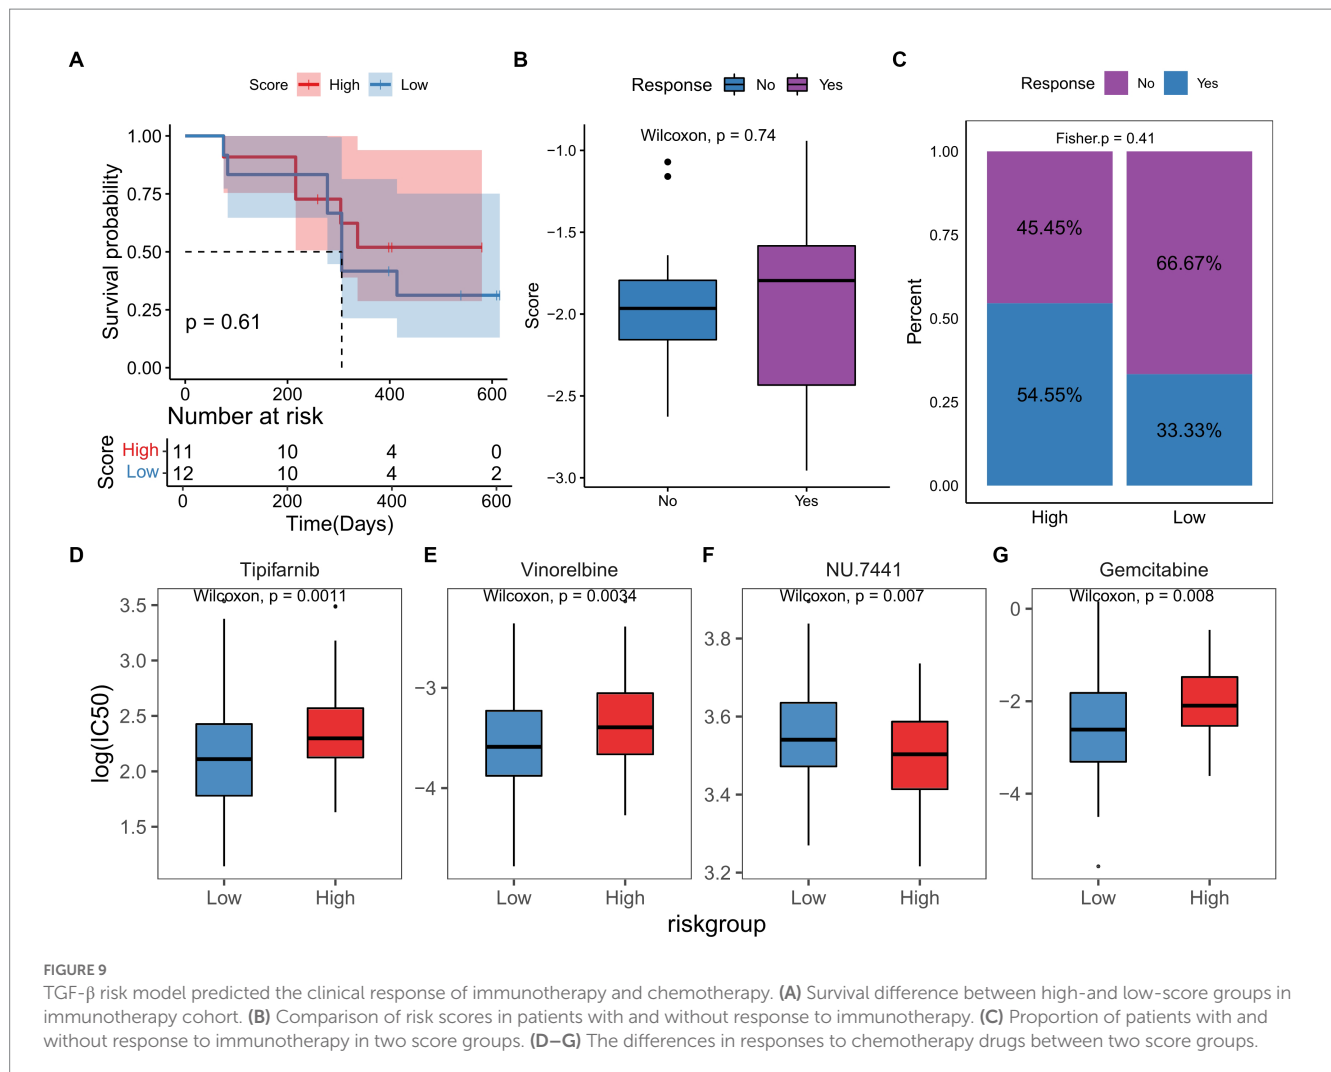 A
Score High Low
Survival probability
1.00
0.75
0.50
0.25
0.00
p = 0.61
0 200 400 600
Number at risk
Score
High 11 10 4 0
Low 12 10 4 2
0 200 400 600
Time(Days)
B
Response No Yes
Wilcoxon, p = 0.74
Score
−1.0
−1.5
−2.0
−2.5
−3.0
No Yes
C
Response No Yes
Fisher.p = 0.41
Percent
1.00
0.75
0.50
0.25
0.00
45.45%
66.67%
54.55%
33.33%
High Low
D
Tipifarnib
Wilcoxon, p = 0.0011
log(IC50)
3.5
3.0
2.5
2.0
1.5
Low High
E
Vinorelbine
Wilcoxon, p = 0.0034
−3
−4
Low High
F
NU.7441
Wilcoxon, p = 0.007
3.8
3.6
3.4
3.2
Low High
G
Gemcitabine
Wilcoxon, p = 0.008
0
−2
−4
Low High
riskgroup
FIGURE 9
TGF-β risk model predicted the clinical response of immunotherapy and chemotherapy. (A) Survival difference between high-and low-score groups in
immunotherapy cohort. (B) Comparison of risk scores in patients with and without response to immunotherapy. (C) Proportion of patients with and
without response to immunotherapy in two score groups. (D–G) The differences in responses to chemotherapy drugs between two score groups.